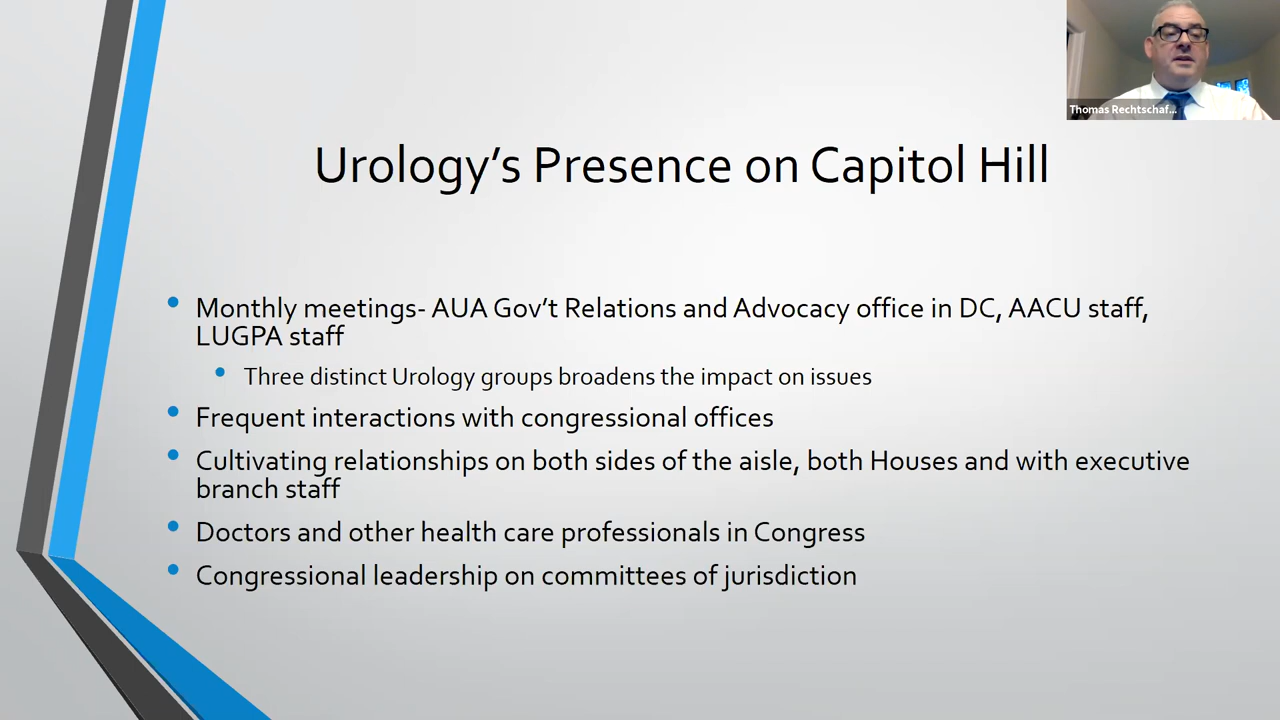 Thomas Rechtschaf...
Urology’s Presence on Capitol Hill
• Monthly meetings- AUA Gov’t Relations and Advocacy office in DC, AACU staff,
LUGPA staff
• Three distinct Urology groups broadens the impact on issues
• Frequent interactions with congressional offices
• Cultivating relationships on both sides of the aisle, both Houses and with executive
branch staff
• Doctors and other health care professionals in Congress
• Congressional leadership on committees of jurisdiction